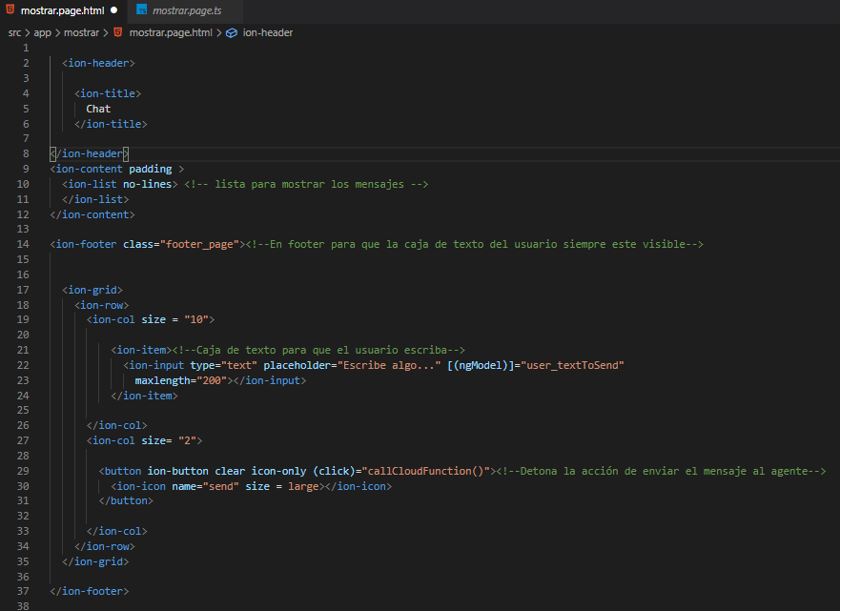 mostrar.page.html ●
mostrar.page.ts
src > app > mostrar > mostrar.page.html > ion-header
1
2 <ion-header>
3
4 <ion-title>
5 Chat
6 </ion-title>
7
8 </ion-header>
9 <ion-content padding >
10 <ion-list no-lines> <!-- lista para mostrar los mensajes -->
11 </ion-list>
12 </ion-content>
13
14 <ion-footer class="footer_page"><!--En footer para que la caja de texto del usuario siempre este visible-->
15
16
17 <ion-grid>
18 <ion-row>
19 <ion-col size = "10">
20
21 <ion-item><!--Caja de texto para que el usuario escriba-->
22 <ion-input type="text" placeholder="Escribe algo..." [(ngModel)]="user_textToSend"
23 maxlength="200"></ion-input>
24 </ion-item>
25
26 </ion-col>
27 <ion-col size= "2">
28
29 <button ion-button clear icon-only (click)="callCloudFunction()"><!--Detona la acción de enviar el mensaje al agente-->
30 <ion-icon name="send" size = large></ion-icon>
31 </button>
32
33 </ion-col>
34 </ion-row>
35 </ion-grid>
36
37 </ion-footer>
38